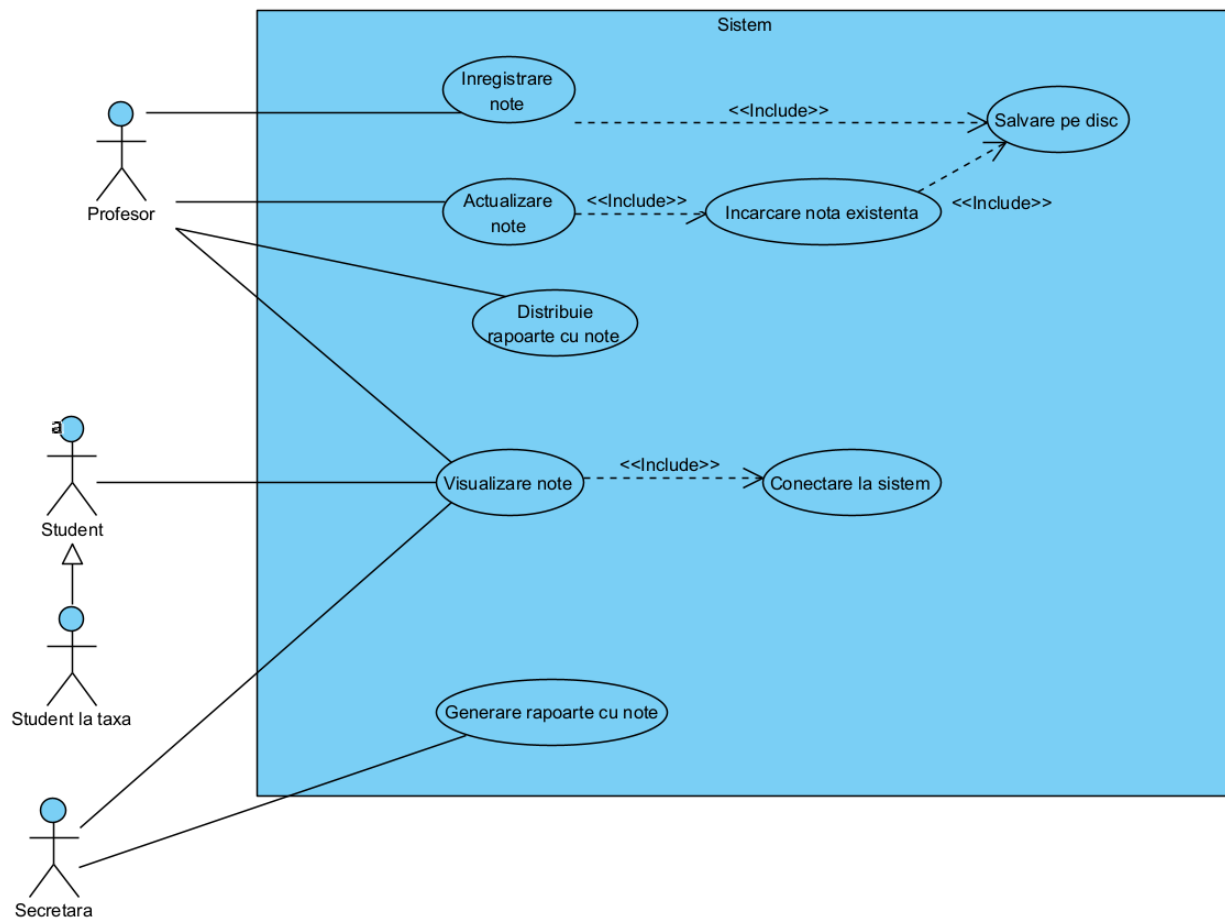 Sistem
Inregistrare
note
<<Include>>
Salvare pe disc
Profesor
Actualizare
note
<<Include>>
Incarcare nota existenta
<<Include>>
Distribuie
rapoarte cu note
a
Student
Visualizare note
<<Include>>
Conectare la sistem
Student la taxa
Generare rapoarte cu note
Secretara